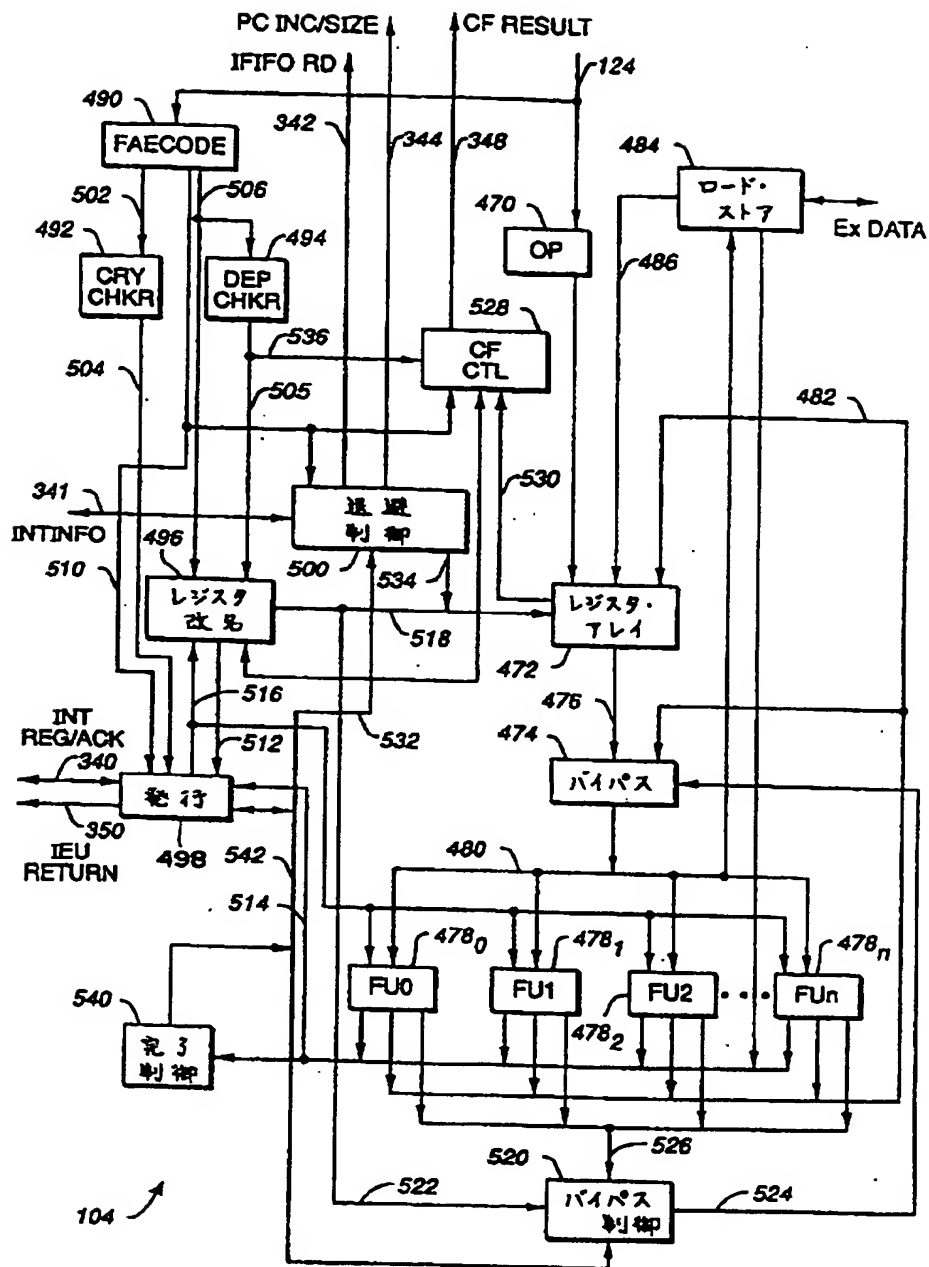 PC INC/SIZE
CF RESULT
IFIFO RD
124
490
342
344
348
484
FAECODE
ロード・
ストア
502
506
470
492
494
Ex DATA
OP
486
CRY
CHKR
DEP
CHKR
528
536
CF
CTL
504
505
482
530
341
退避
制御
INTINFO
496
500
534
510
レジスタ
改名
518
レジスタ・
アレイ
472
516
476
INT
REG/ACK
532
474
512
340
発行
バイパス
350
498
IEU
RETURN
542
480
514
478₀
478₁
478ₙ
540
FU0
FU1
FU2
FUn
478₂
完了
制御
526
520
522
バイパス
制御
524
104